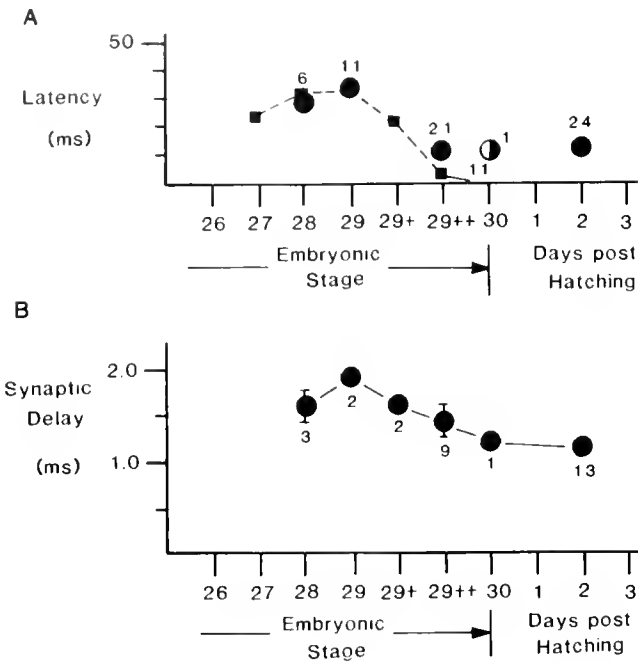 A
50
Latency
(ms)
6
11
21
1
11
24
26 27 28 29 29+ 29++ 30 1 2 3
Embryonic Stage
Days post Hatching
B
Synaptic
Delay
(ms)
2.0
1.0
3
2
2
9
1
13
26 27 28 29 29+ 29++ 30 1 2 3
Embryonic Stage
Days post Hatching